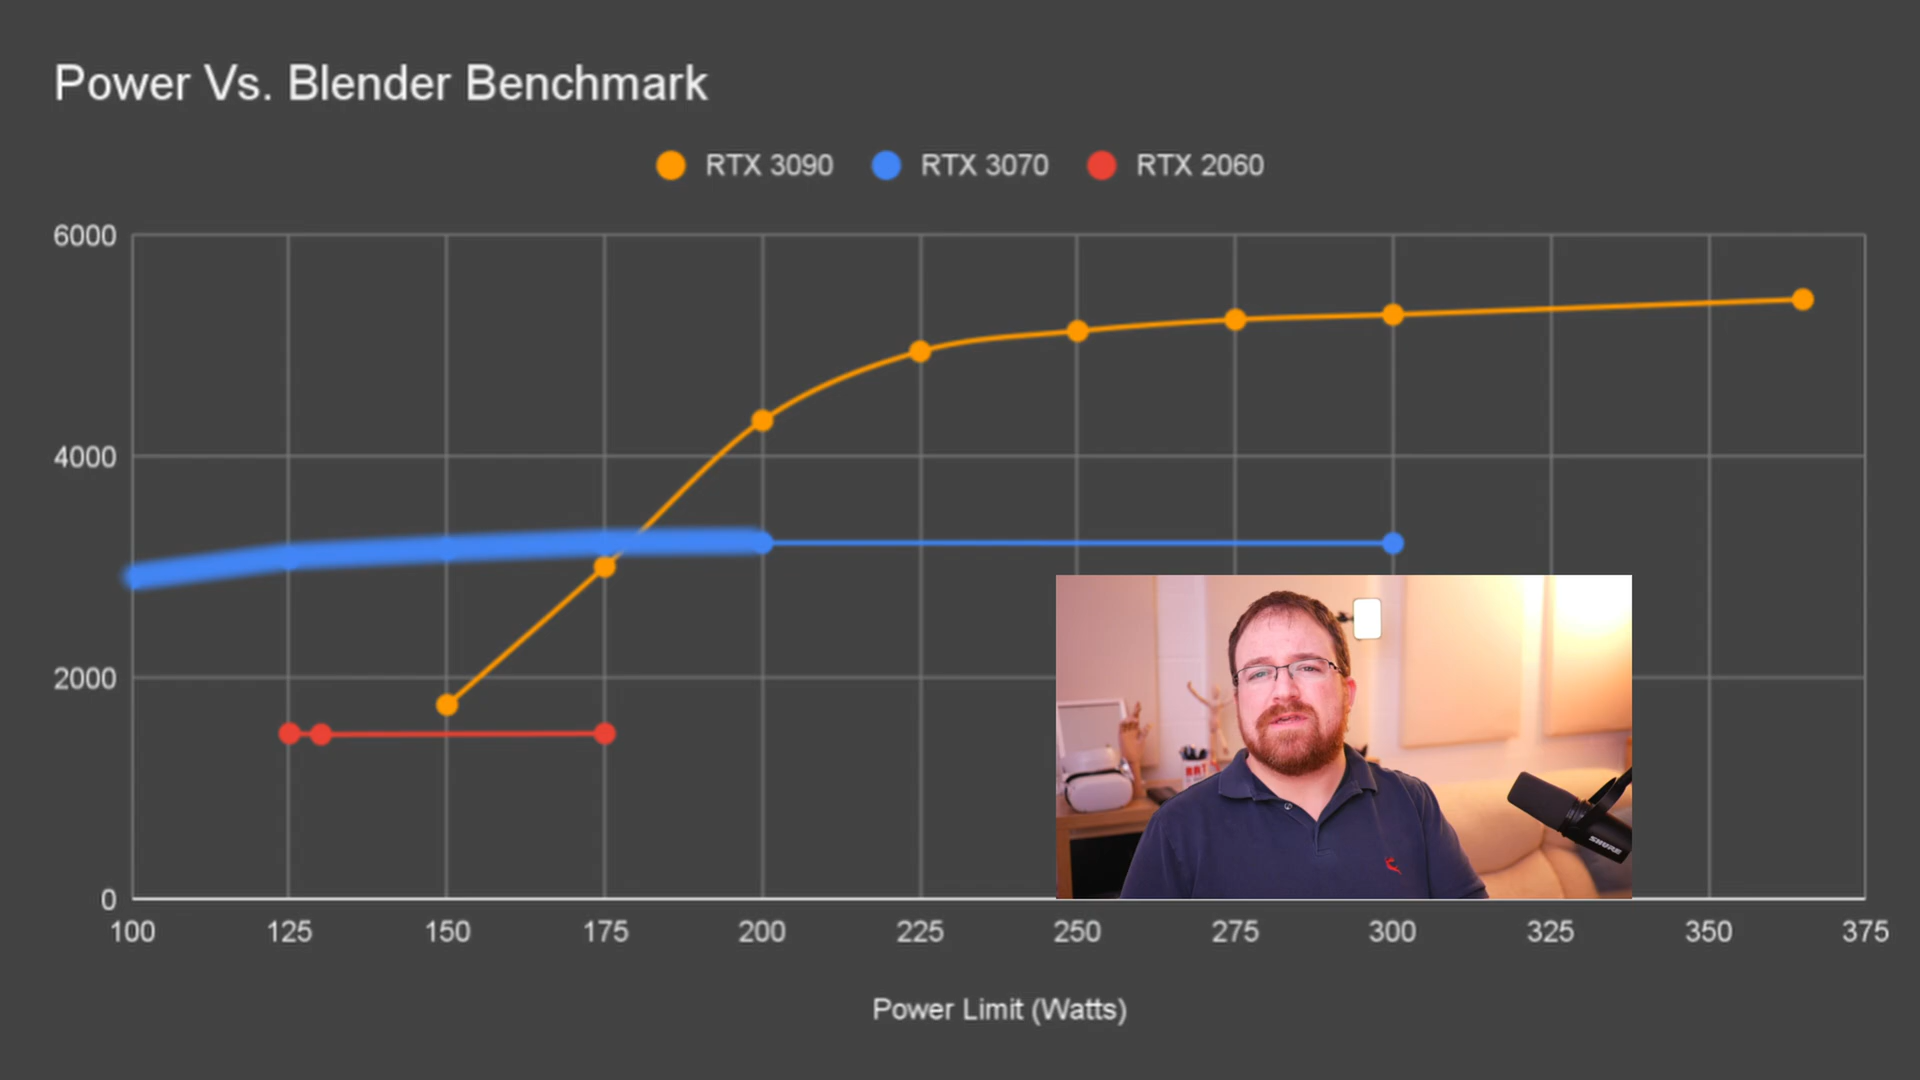 Power Vs. Blender Benchmark
RTX 3090 RTX 3070 RTX 2060
6000
4000
2000
0
100 125 150 175 200 225 250 275 300 325 350 375
Power Limit (Watts)
SHURE